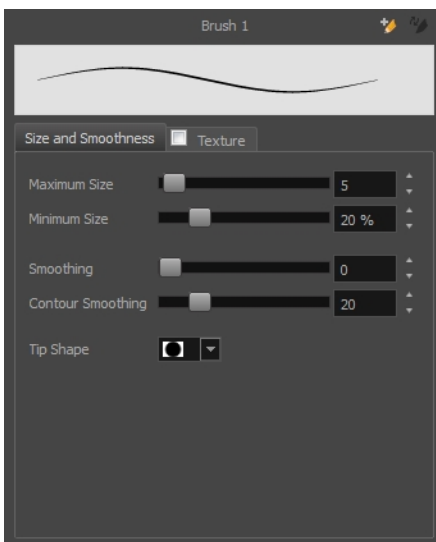 Brush 1
Size and Smoothness Texture
Maximum Size 5
Minimum Size 20 %
Smoothing 0
Contour Smoothing 20
Tip Shape